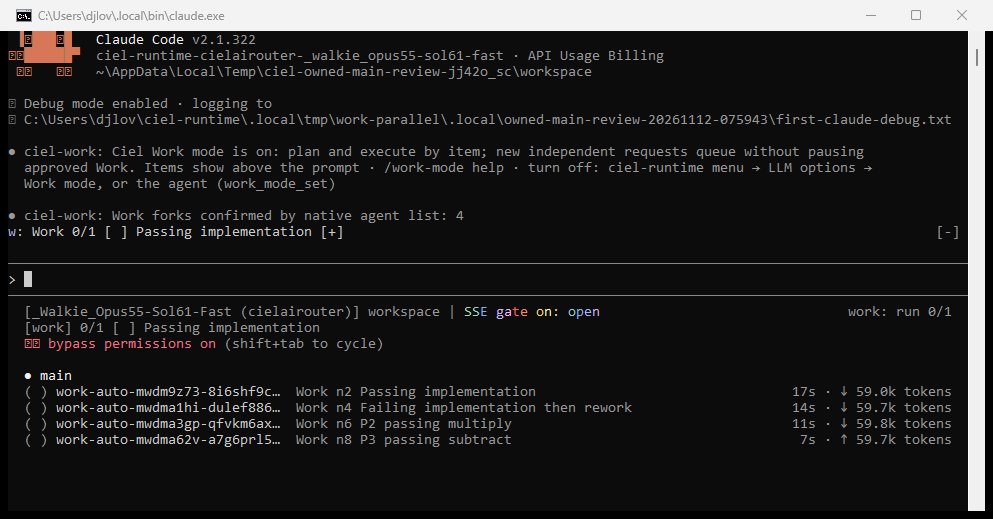 C:\Users\djlov\.local\bin\claude.exe
Claude Code v2.1.322
ciel-runtime-cielairouter-_walkie_opus55-sol61-fast · API Usage Billing
~\AppData\Local\Temp\ciel-owned-main-review-jj42o_sc\workspace
Debug mode enabled · logging to
C:\Users\djlov\ciel-runtime\.local\tmp\work-parallel\.local\owned-main-review-20261112-075943\first-claude-debug.txt
● ciel-work: Ciel Work mode is on: plan and execute by item; new independent requests queue without pausing
approved Work. Items show above the prompt · /work-mode help · turn off: ciel-runtime menu → LLM options →
Work mode, or the agent (work_mode_set)
● ciel-work: Work forks confirmed by native agent list: 4
w: Work 0/1 [ ] Passing implementation [+] [-]
>
[_Walkie_Opus55-Sol61-Fast (cielairouter)] workspace | SSE gate on: open work: run 0/1
[work] 0/1 [ ] Passing implementation
bypass permissions on (shift+tab to cycle)
● main
( ) work-auto-mwdm9z73-8i6shf9c… Work n2 Passing implementation 17s · ↓ 59.0k tokens
( ) work-auto-mwdma1hi-dulef886… Work n4 Failing implementation then rework 14s · ↓ 59.7k tokens
( ) work-auto-mwdma3gp-qfvkm6ax… Work n6 P2 passing multiply 11s · ↓ 59.8k tokens
( ) work-auto-mwdma62v-a7g6prl5… Work n8 P3 passing subtract 7s · ↑ 59.7k tokens